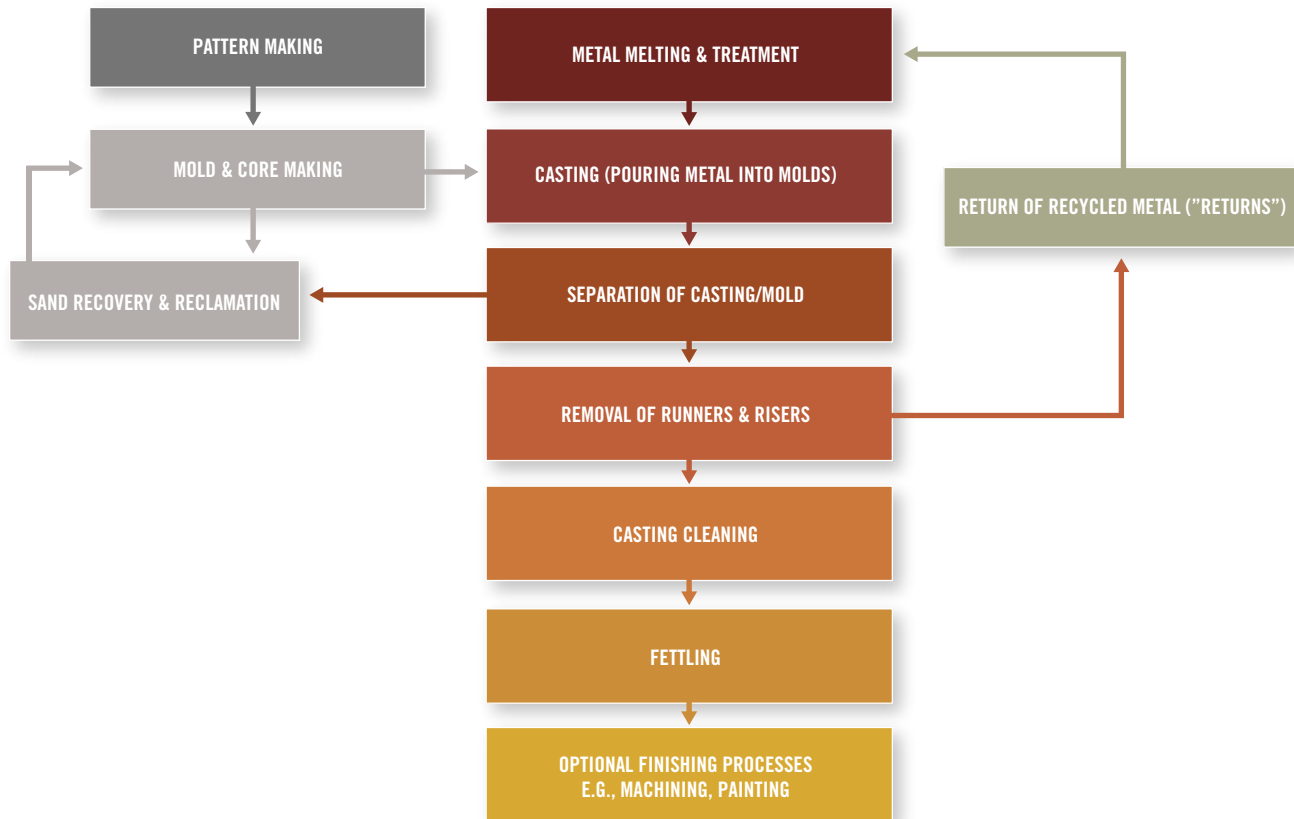 PATTERN MAKING
METAL MELTING & TREATMENT
MOLD & CORE MAKING
CASTING (POURING METAL INTO MOLDS)
RETURN OF RECYCLED METAL (”RETURNS”)
SAND RECOVERY & RECLAMATION
SEPARATION OF CASTING/MOLD
REMOVAL OF RUNNERS & RISERS
CASTING CLEANING
FETTLING
OPTIONAL FINISHING PROCESSES
E.G., MACHINING, PAINTING